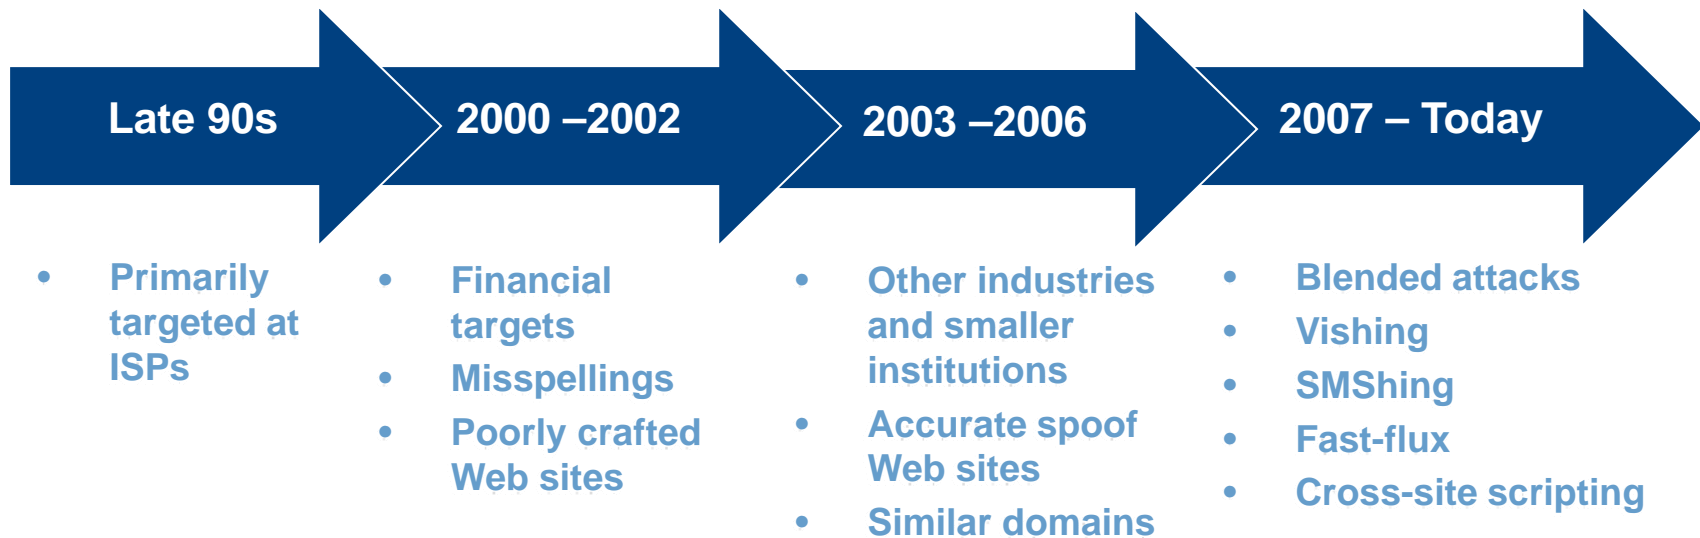 Late 90s
2000 –2002
2003 –2006
2007 – Today
• Primarily
targeted at
ISPs
• Financial
targets
• Misspellings
• Poorly crafted
Web sites
• Other industries
and smaller
institutions
• Accurate spoof
Web sites
• Similar domains
• Blended attacks
• Vishing
• SMShing
• Fast-flux
• Cross-site scripting